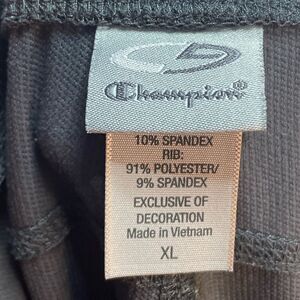 Champion®
10% SPANDEX
RIB:
91% POLYESTER/
9% SPANDEX
EXCLUSIVE OF
DECORATION
Made in Vietnam
XL